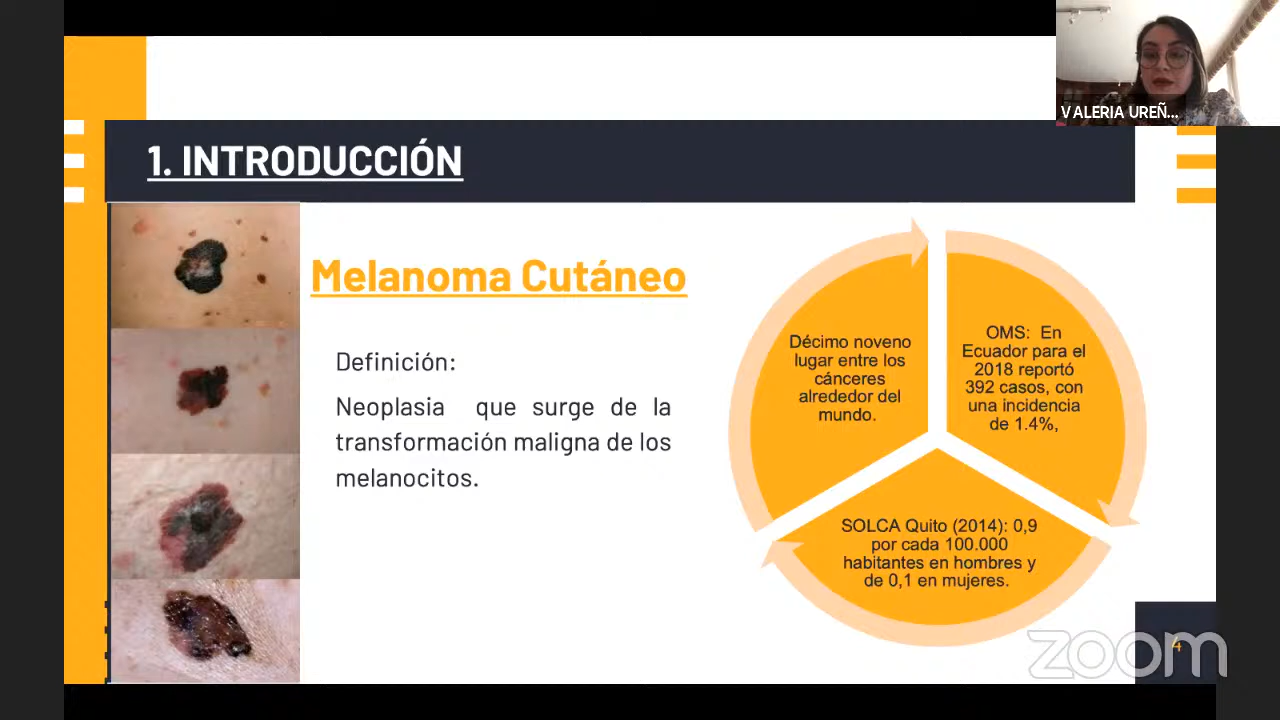 VALERIA UREÑ...
1. INTRODUCCIÓN
Melanoma Cutáneo
Definición:
Neoplasia que surge de la
transformación maligna de los
melanocitos.
Décimo noveno
lugar entre los
cánceres
alrededor del
mundo.
OMS: En
Ecuador para el
2018 reportó
392 casos, con
una incidencia
de 1.4%,
SOLCA Quito (2014): 0,9
por cada 100.000
habitantes en hombres y
de 0,1 en mujeres.
4
zoom